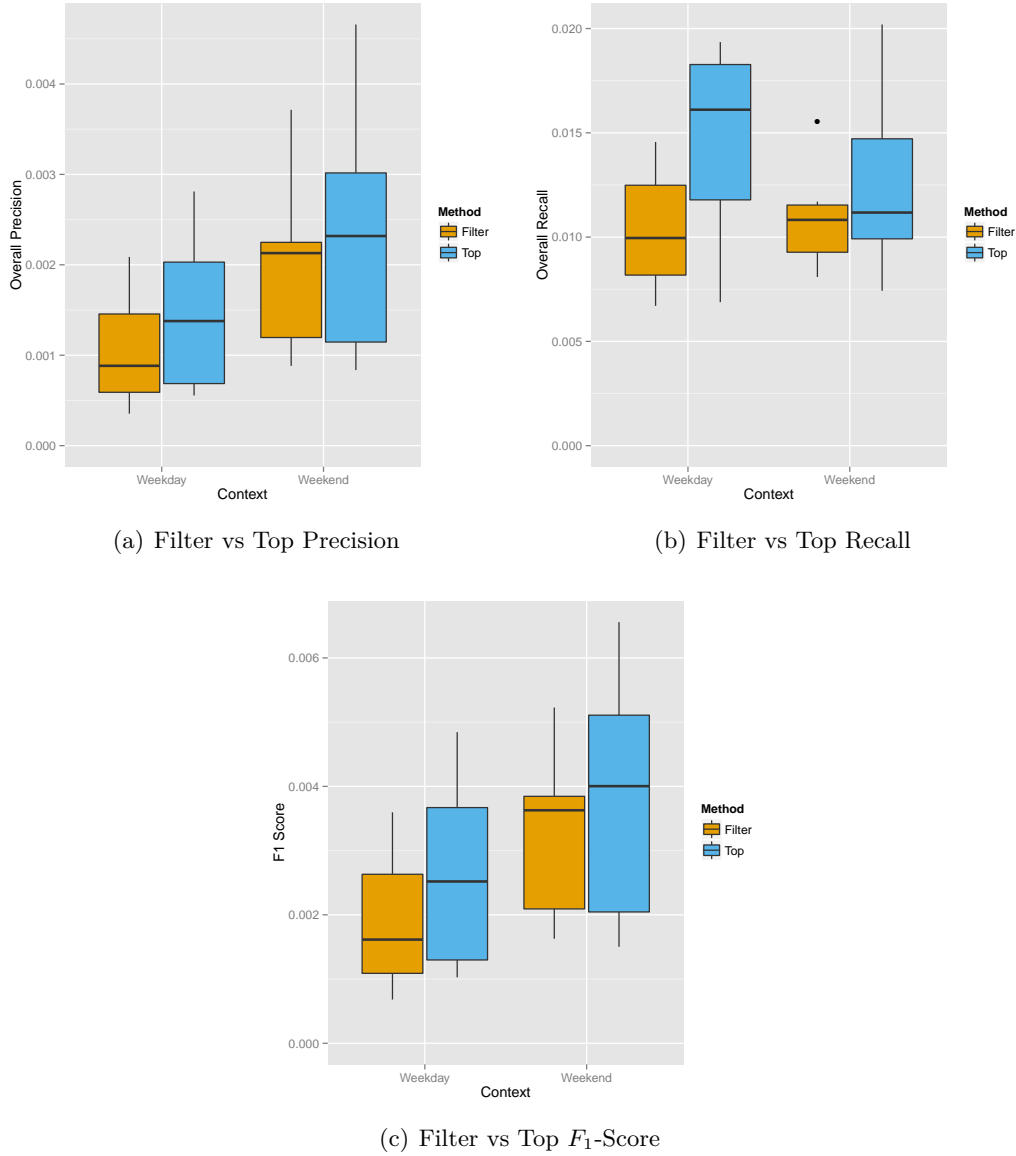 0.004
0.003
0.002
0.001
0.000
Overall Precision
Weekday
Weekend
Context
Method
Filter
Top
(a) Filter vs Top Precision
0.020
0.015
0.010
0.005
0.000
Overall Recall
Weekday
Weekend
Context
Method
Filter
Top
(b) Filter vs Top Recall
0.006
0.004
0.002
0.000
F1 Score
Weekday
Weekend
Context
Method
Filter
Top
(c) Filter vs Top F₁-Score